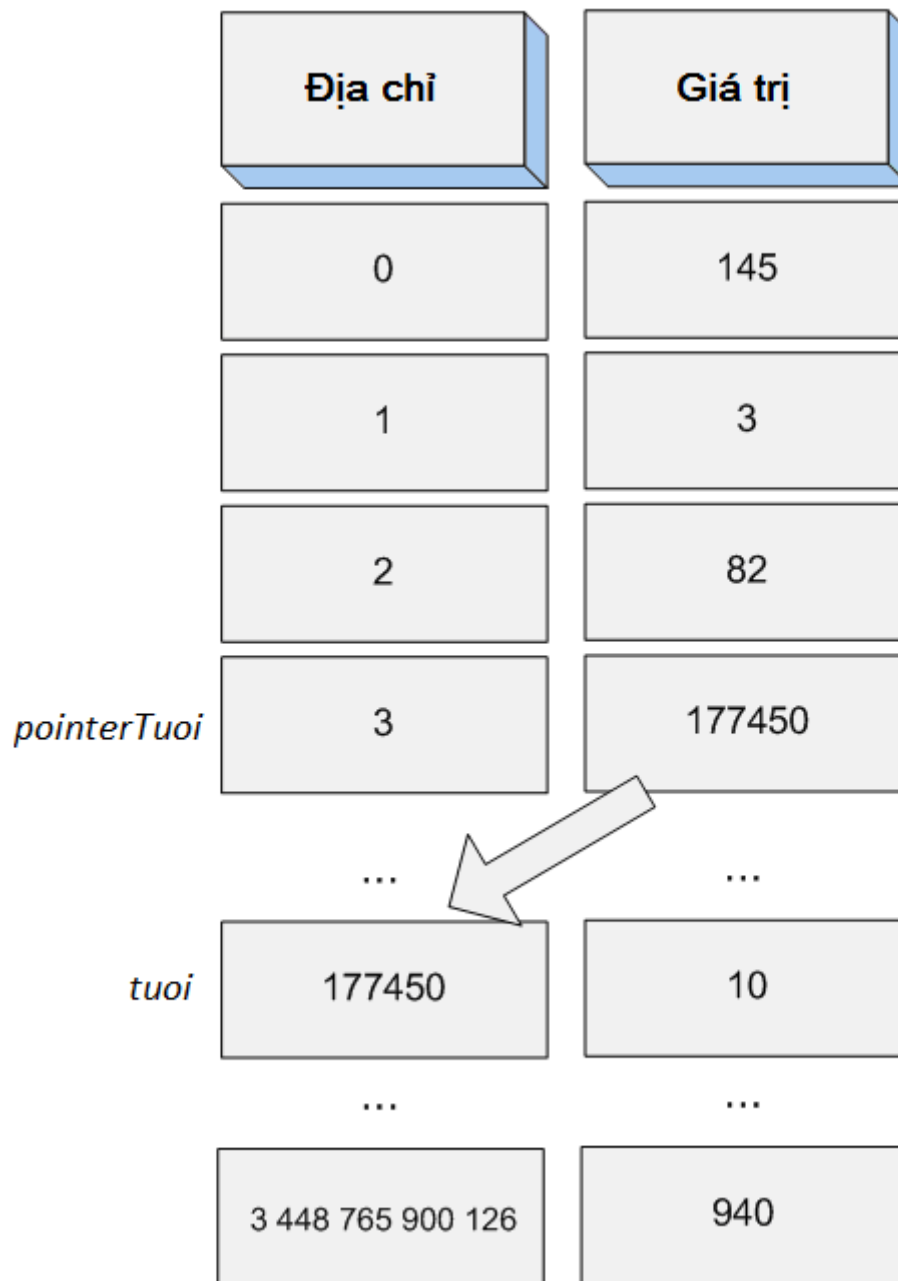 Địa chỉ Giá trị
0 145
1 3
2 82
pointerTuoi 3 177450
... ...
tuoi 177450 10
... ...
3 448 765 900 126 940